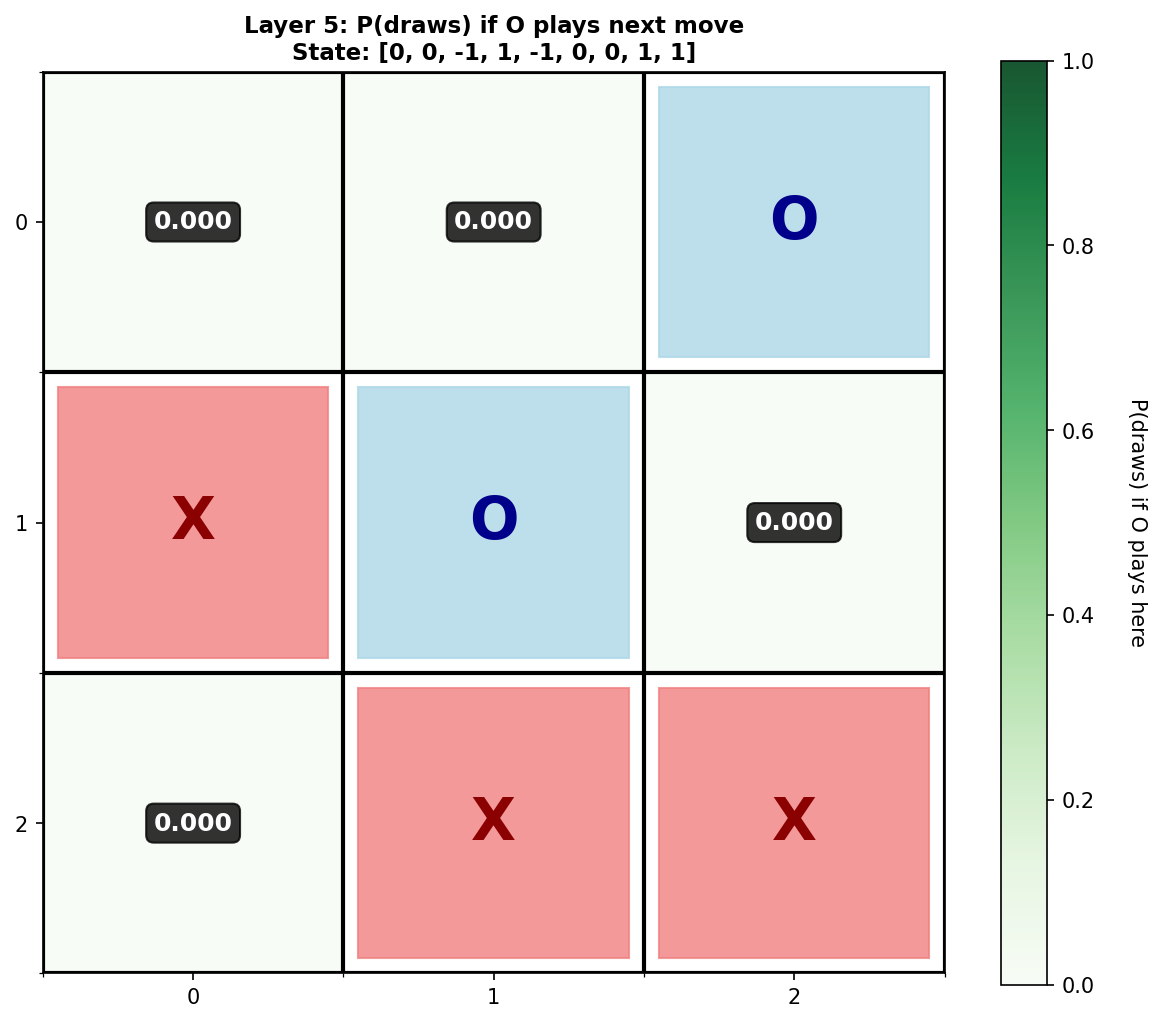 Layer 5: P(draws) if O plays next move
State: [0, 0, -1, 1, -1, 0, 0, 1, 1]
0
0.000
0.000
O
1
X
O
0.000
2
0.000
X
X
0
1
2
1.0
0.8
0.6
0.4
0.2
0.0
P(draws) if O plays here